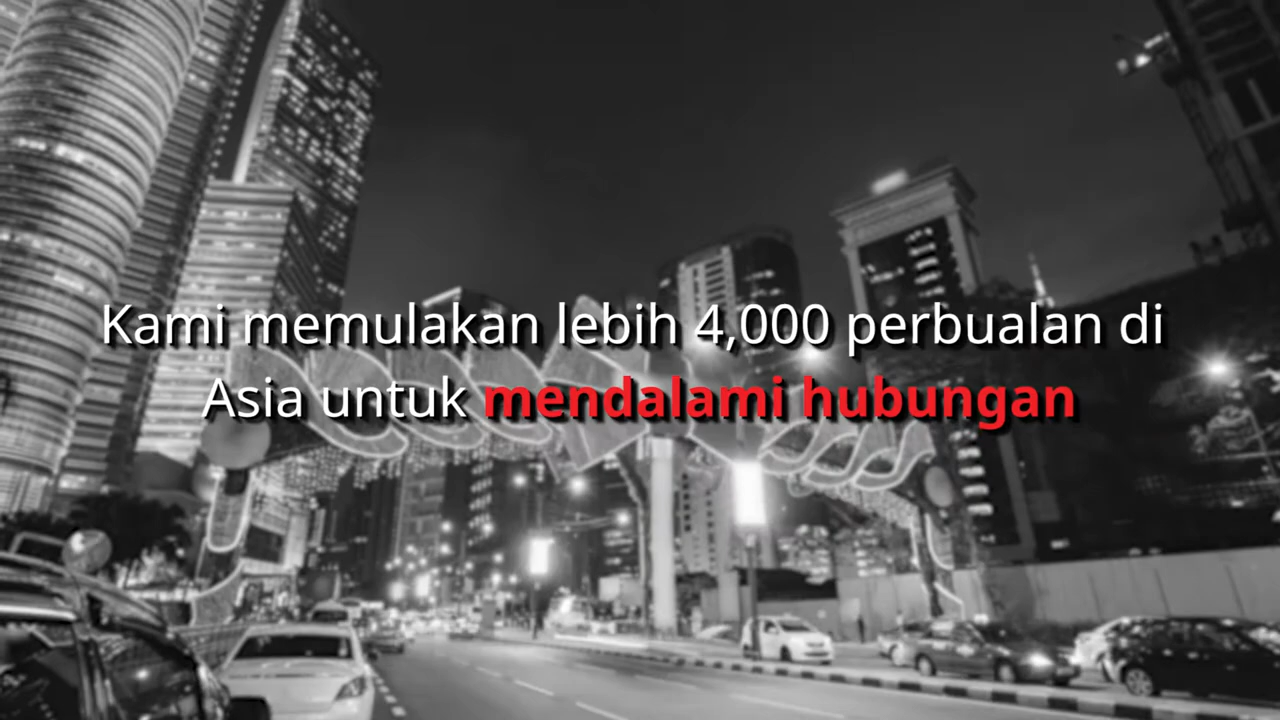 Kami memulakan lebih 4,000 perbualan di
Asia untuk mendalami hubungan